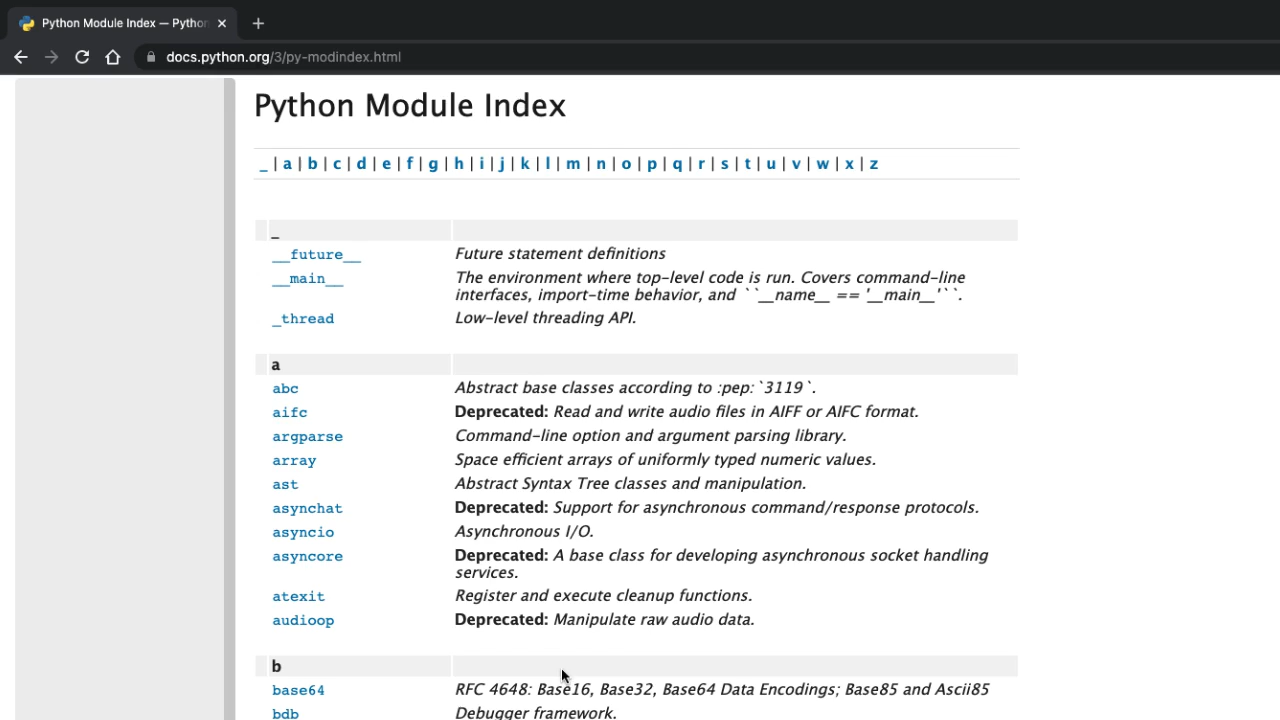 Python Module Index — Pythor
docs.python.org/3/py-modindex.html
Python Module Index
_ | a | b | c | d | e | f | g | h | i | j | k | l | m | n | o | p | q | r | s | t | u | v | w | x | z
_
__future__ Future statement definitions
__main__ The environment where top-level code is run. Covers command-line
interfaces, import-time behavior, and ``__name__ == '__main__'``.
_thread Low-level threading API.
a
abc Abstract base classes according to :pep:`3119`.
aifc Deprecated: Read and write audio files in AIFF or AIFC format.
argparse Command-line option and argument parsing library.
array Space efficient arrays of uniformly typed numeric values.
ast Abstract Syntax Tree classes and manipulation.
asynchat Deprecated: Support for asynchronous command/response protocols.
asyncio Asynchronous I/O.
asyncore Deprecated: A base class for developing asynchronous socket handling
services.
atexit Register and execute cleanup functions.
audioop Deprecated: Manipulate raw audio data.
b
base64 RFC 4648: Base16, Base32, Base64 Data Encodings; Base85 and Ascii85
bdb Debugger framework.